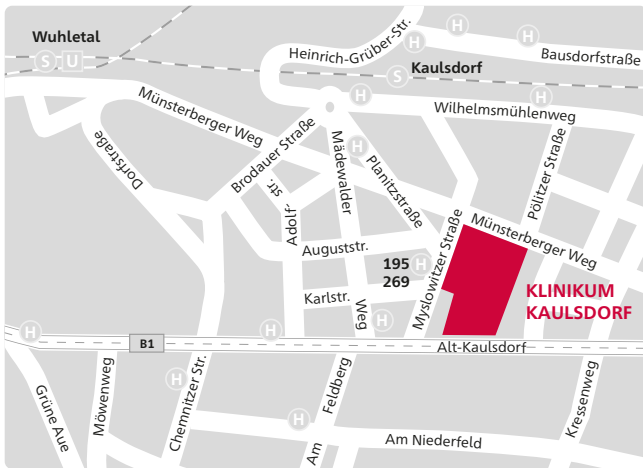 Wuhletal
S U
Heinrich-Grüber-Str.
H
H
H
Bausdorfstraße
S
Kaulsdorf
Münsterberger Weg
H
H
Wilhelmsmühlenweg
Dorfstraße
Brodauer Straße
Mädewalder
Weg
H
Planitzstraße
Pölitzer Straße
Adolf-
str.
Myslowitzer Straße
Münsterberger Weg
Auguststr.
195
269
H
Karlstr.
KLINIKUM
KAULSDORF
H
B1
H
H
Alt-Kaulsdorf
Grüne Aue
Möwenweg
Chemnitzer Str.
H
H
Am
Feldberg
Am Niederfeld
Kressenweg